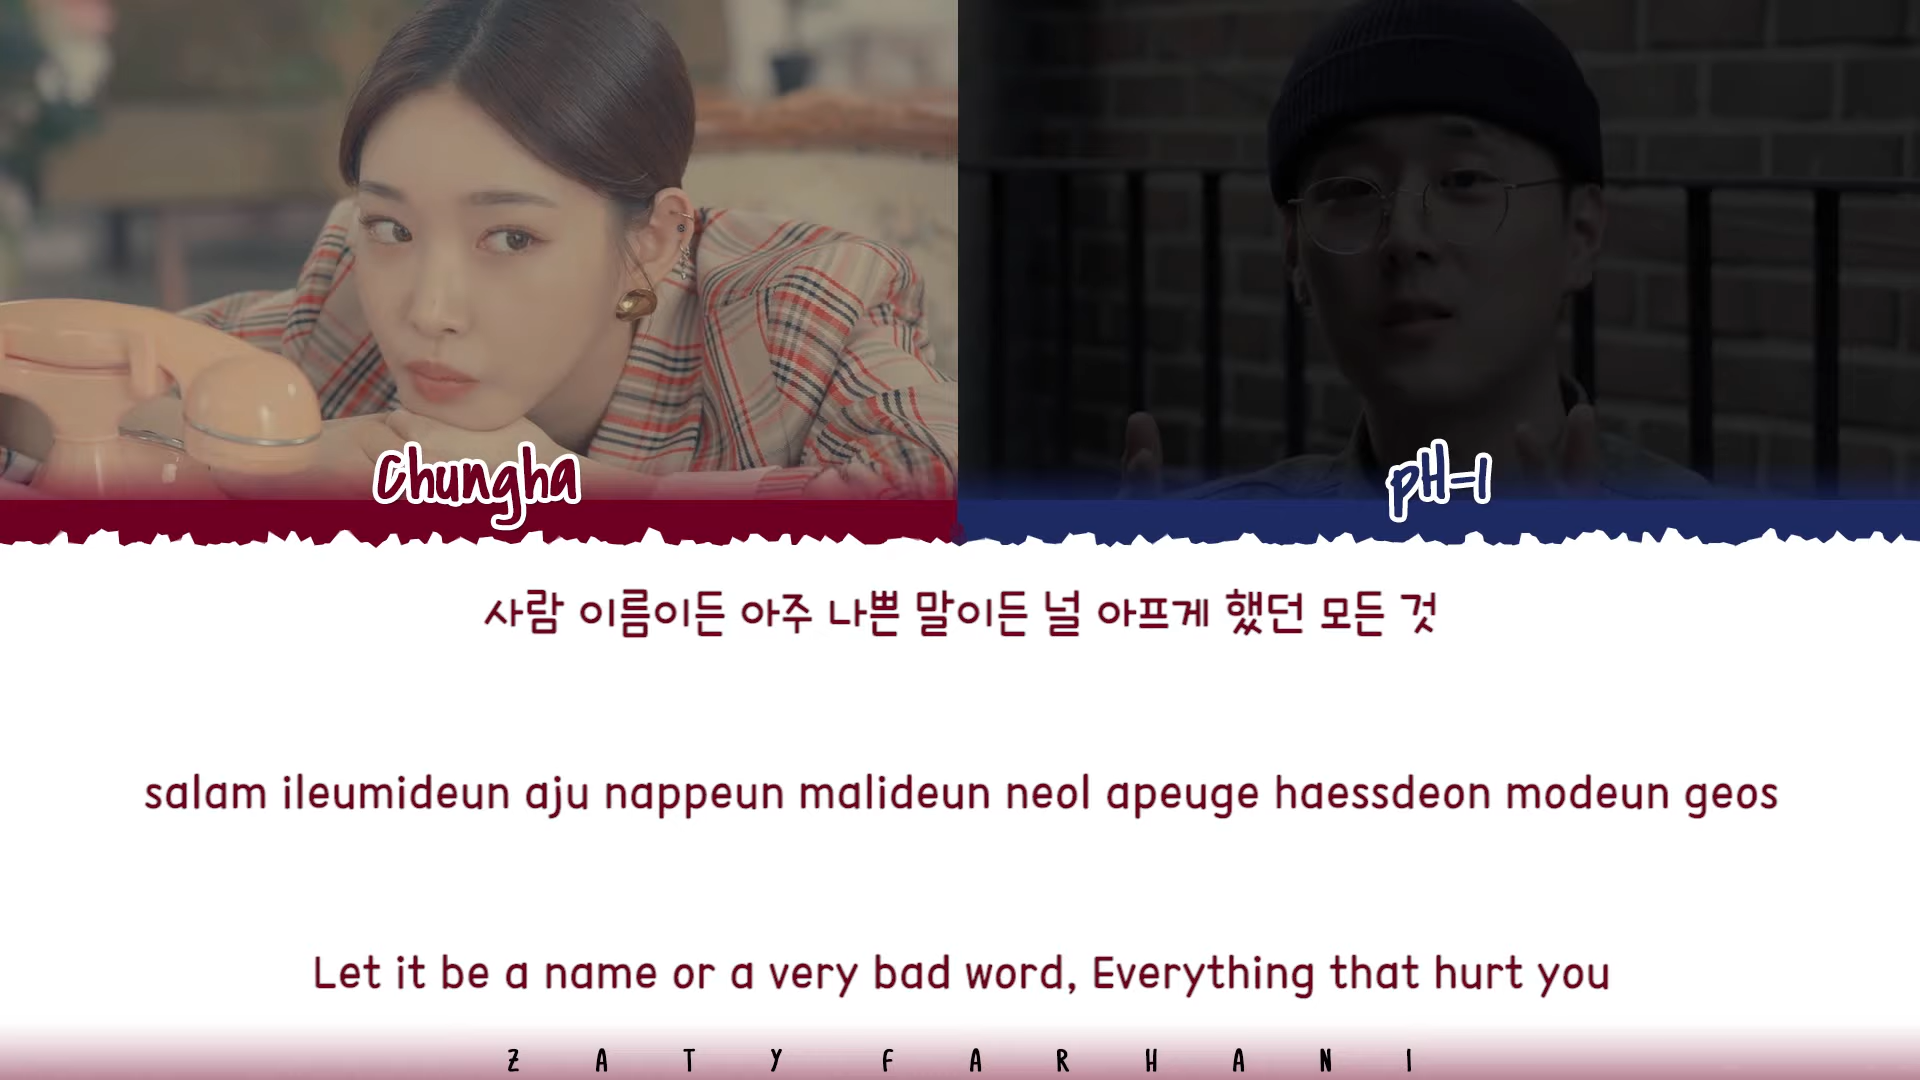 Chungha
pH-1
사람 이름이든 아주 나쁜 말이든 널 아프게 했던 모든 것
salam ileumideun aju nappeun malideun neol apeuge haessdeon modeun geos
Let it be a name or a very bad word, Everything that hurt you
ZATY FARHANI